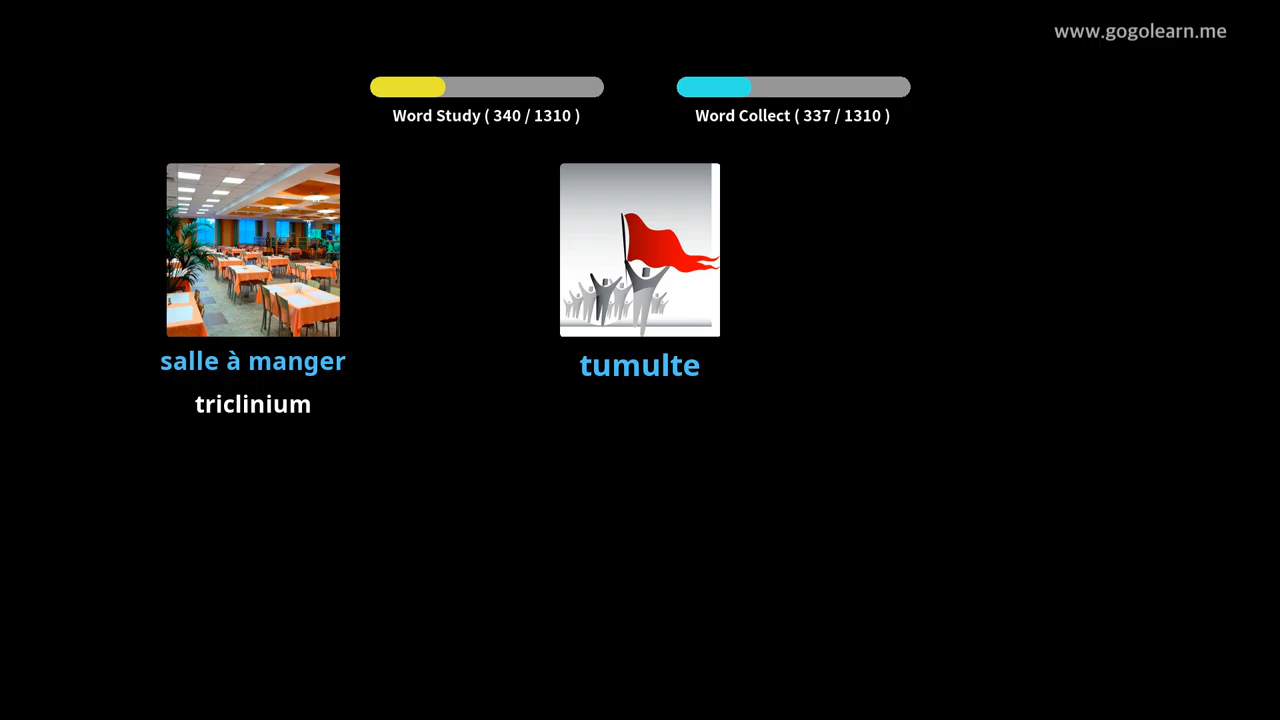 www.gogolearn.me
Word Study ( 340 / 1310 )
Word Collect ( 337 / 1310 )
salle à manger
triclinium
tumulte